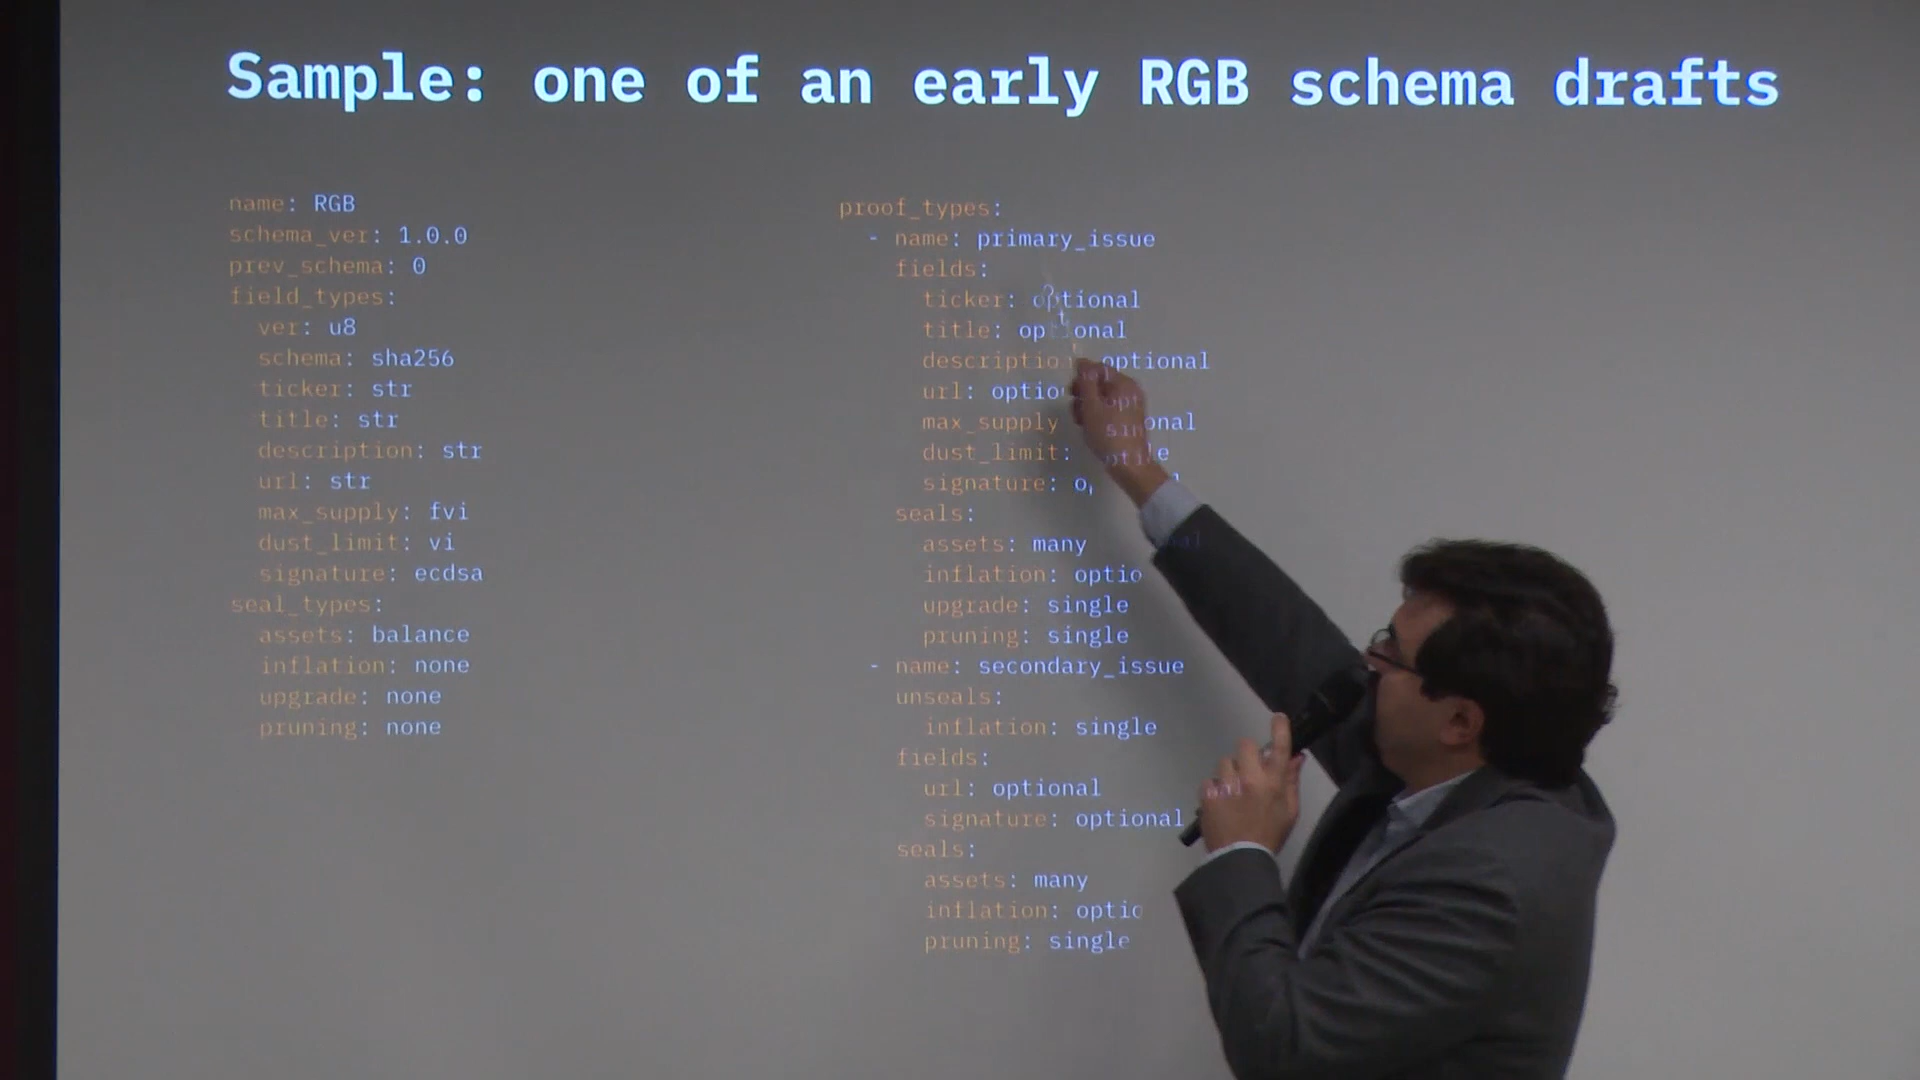 Sample: one of an early RGB schema drafts
name: RGB
schema_ver: 1.0.0
prev_schema: 0
field_types:
ver: u8
schema: sha256
ticker: str
title: str
description: str
url: str
max_supply: fvi
dust_limit: vi
signature: ecdsa
seal_types:
assets: balance
inflation: none
upgrade: none
pruning: none
proof_types:
- name: primary_issue
fields:
ticker: optional
title: optional
description: optional
url:
max_supply
dust_limit:
signature:
seals:
assets: many
inflation:
upgrade: single
pruning: single
- name: secondary_issue
unseals:
inflation: single
fields:
url: optional
signature: optional
seals:
assets: many
inflation:
pruning: single